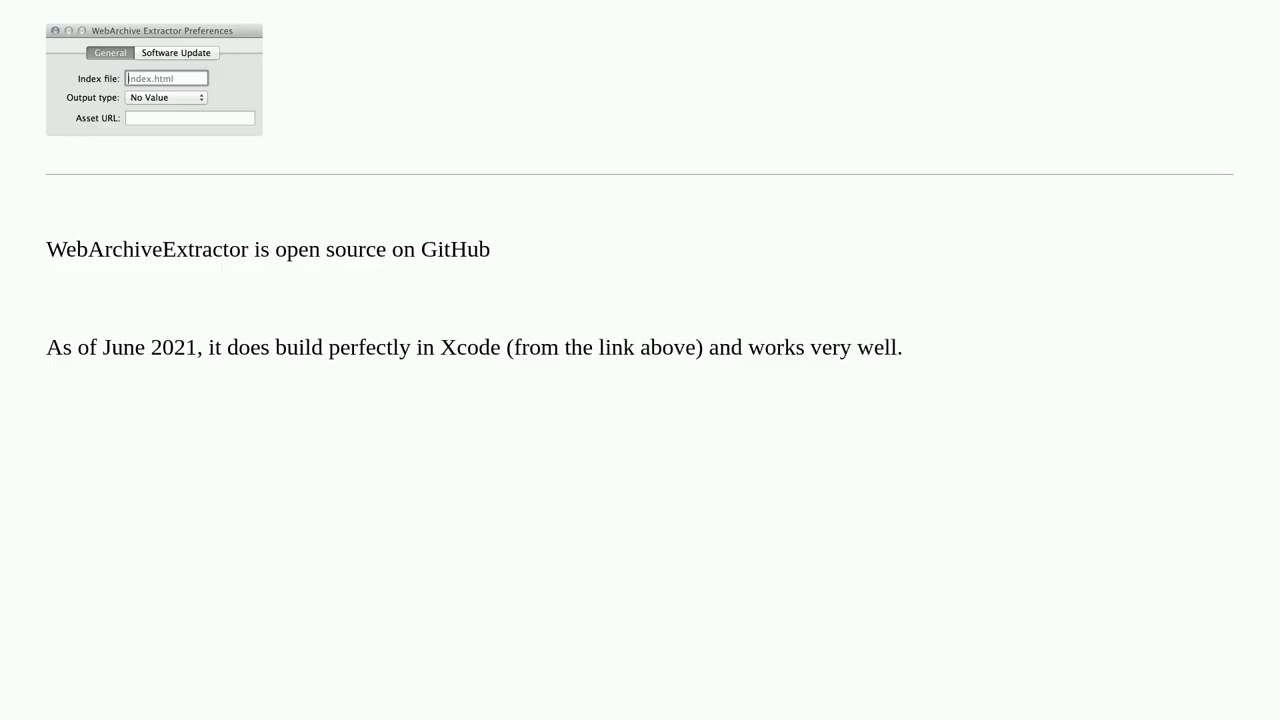 WebArchive Extractor Preferences
General Software Update
Index file: index.html
Output type: No Value
Asset URL:
WebArchiveExtractor is open source on GitHub
As of June 2021, it does build perfectly in Xcode (from the link above) and works very well.